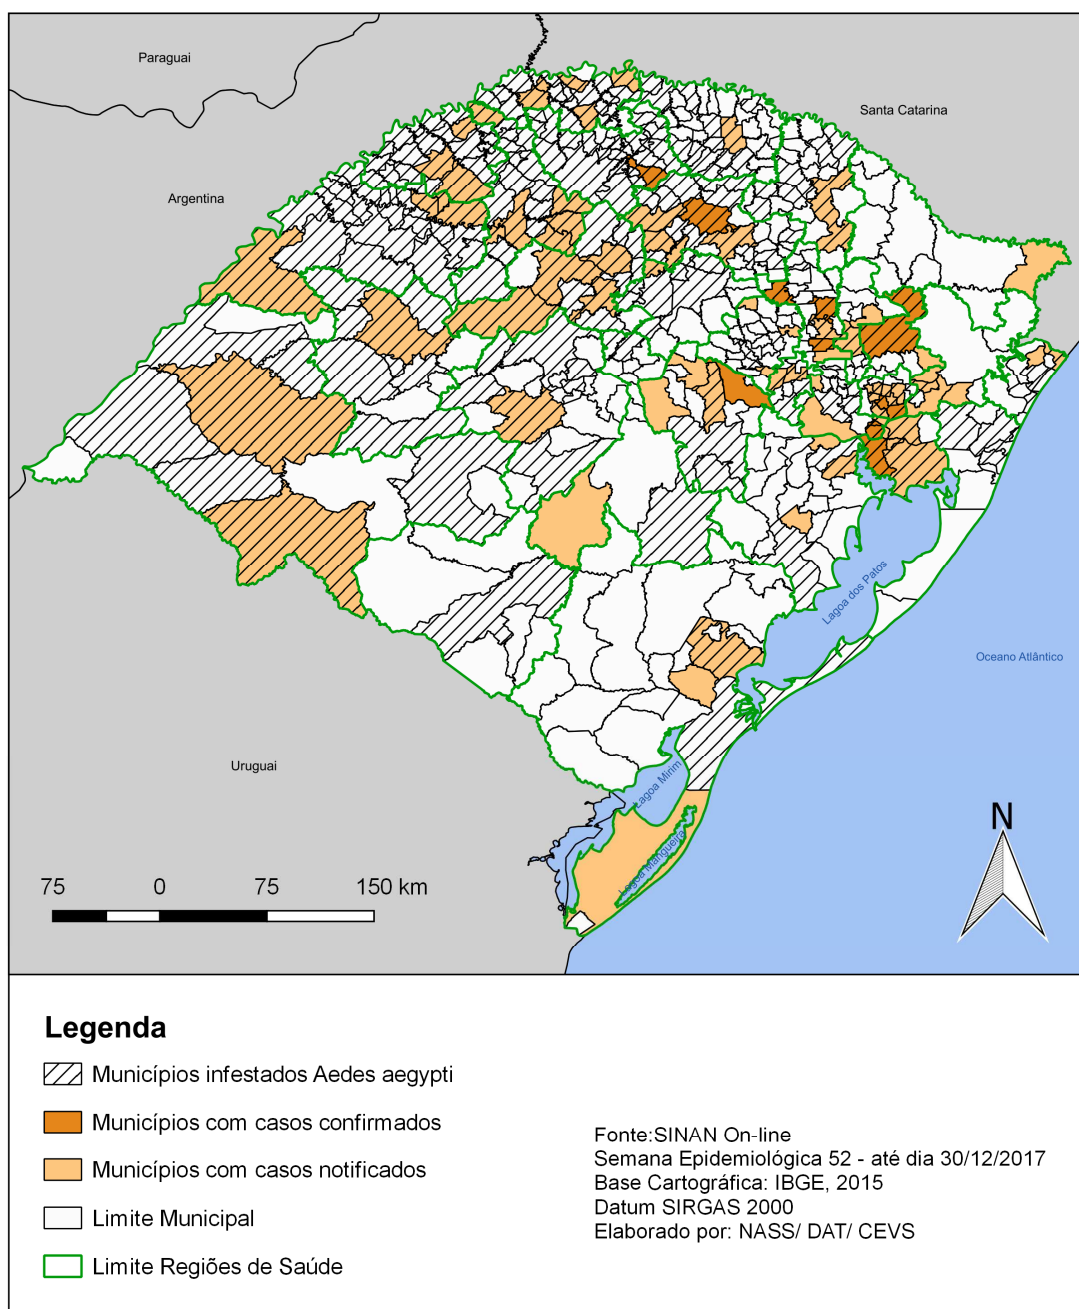 Paraguai
Santa Catarina
Argentina
Lagoa dos Patos
Oceano Atlântico
Uruguai
Lagoa Mirim
Lagoa Mangueira
N
75 0 75 150 km
Legenda
Municípios infestados Aedes aegypti
Municípios com casos confirmados
Municípios com casos notificados
Limite Municipal
Limite Regiões de Saúde
Fonte:SINAN On-line
Semana Epidemiológica 52 - até dia 30/12/2017
Base Cartográfica: IBGE, 2015
Datum SIRGAS 2000
Elaborado por: NASS/ DAT/ CEVS